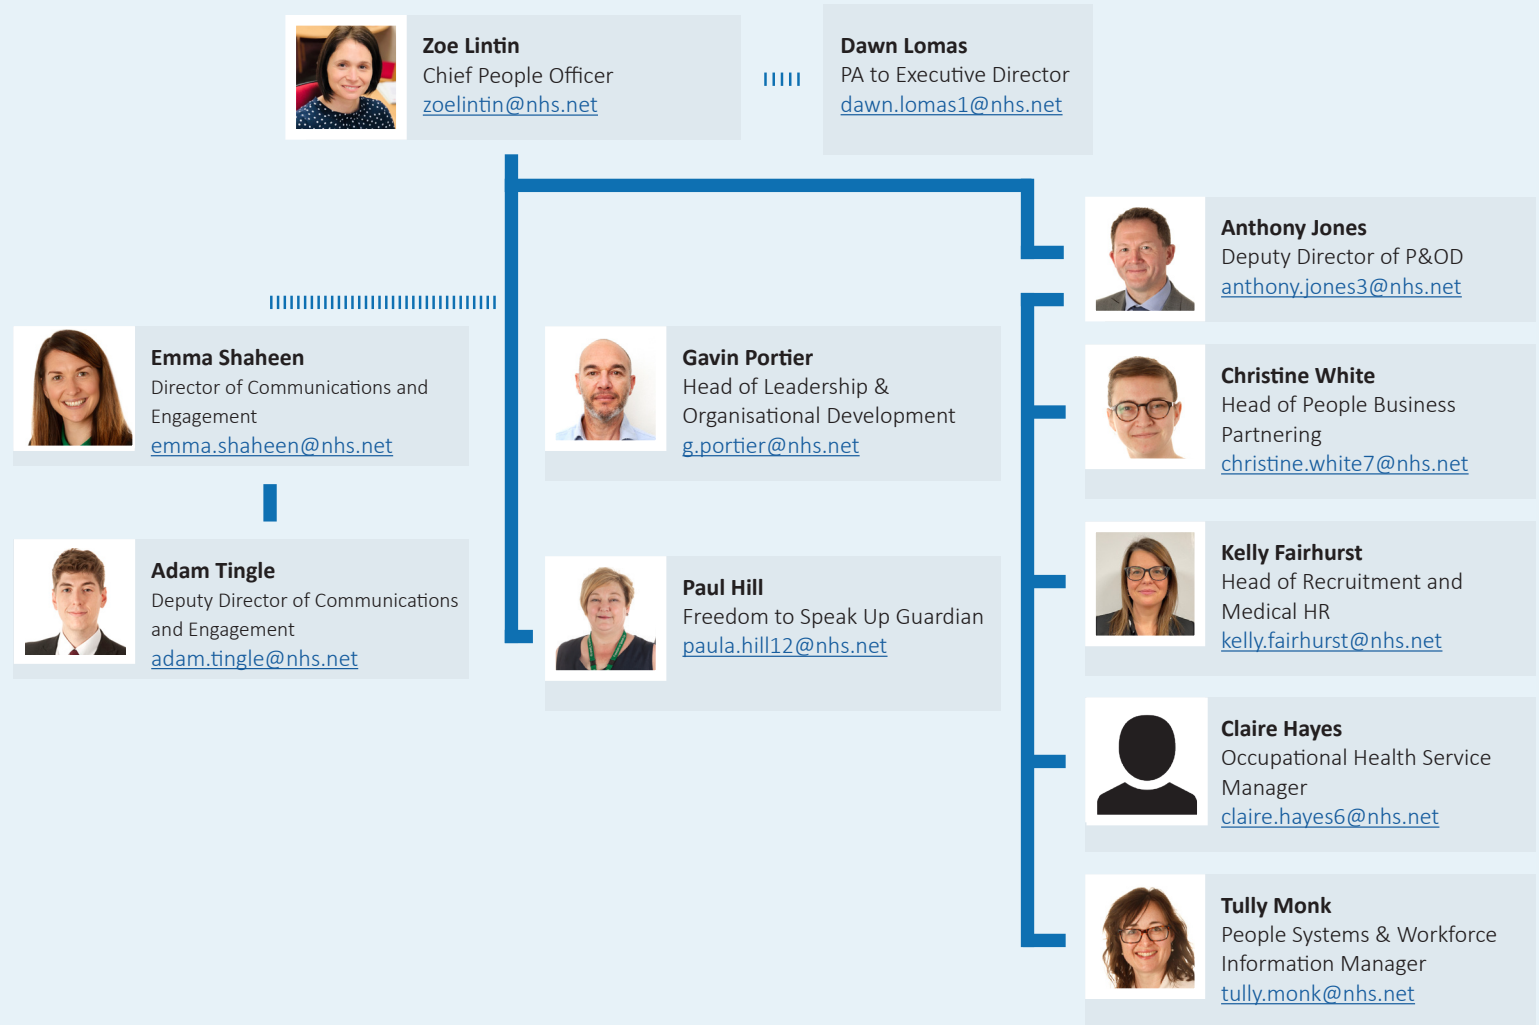 Zoe Lintin
Chief People Officer
zoelintin@nhs.net
Dawn Lomas
PA to Executive Director
dawn.lomas1@nhs.net
Anthony Jones
Deputy Director of P&OD
anthony.jones3@nhs.net
Emma Shaheen
Director of Communications and
Engagement
emma.shaheen@nhs.net
Gavin Portier
Head of Leadership &
Organisational Development
g.portier@nhs.net
Christine White
Head of People Business
Partnering
christine.white7@nhs.net
Adam Tingle
Deputy Director of Communications
and Engagement
adam.tingle@nhs.net
Paul Hill
Freedom to Speak Up Guardian
paula.hill12@nhs.net
Kelly Fairhurst
Head of Recruitment and
Medical HR
kelly.fairhurst@nhs.net
Claire Hayes
Occupational Health Service
Manager
claire.hayes6@nhs.net
Tully Monk
People Systems & Workforce
Information Manager
tully.monk@nhs.net